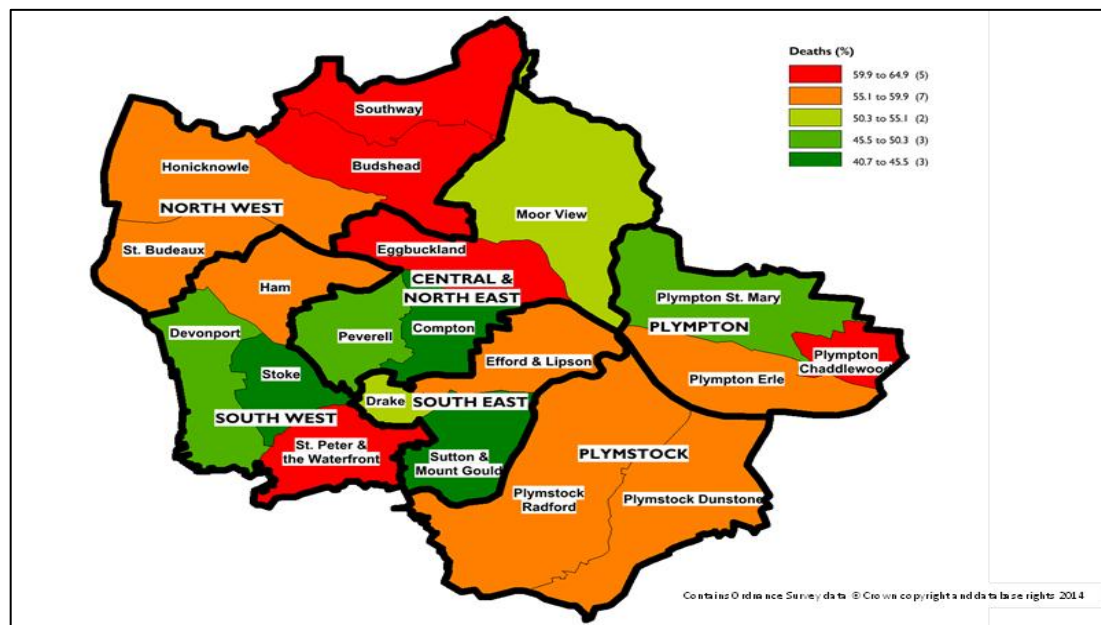 Deaths (%)
59.9 to 64.9 (5)
55.1 to 59.9 (7)
50.3 to 55.1 (2)
45.5 to 50.3 (3)
40.7 to 45.5 (3)
Southway
Honicknowle
Budshead
NORTH WEST
Moor View
St. Budeaux
Eggbuckland
Ham
CENTRAL &
NORTH EAST
Plympton St. Mary
Devonport
Peverell
Compton
PLYMPTON
Stoke
Efford & Lipson
Plympton
Chaddlewood
Plympton Erle
Drake
SOUTH EAST
SOUTH WEST
St. Peter &
the Waterfront
Sutton &
Mount Gould
PLYMSTOCK
Plymstock
Radford
Plymstock Dunstone
Contains Ordnance Survey data © Crown copyright and database rights 2014